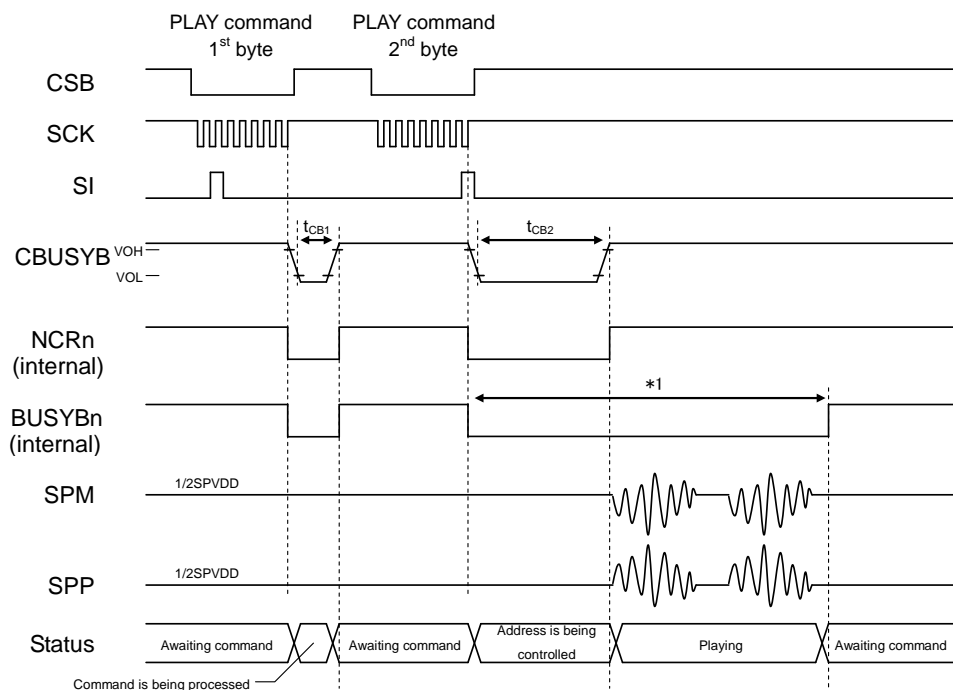 PLAY command
1st byte
PLAY command
2nd byte
CSB
SCK
SI
tCB1
tCB2
CBUSYB
VOH
VOL
NCRn
(internal)
*1
BUSYBn
(internal)
1/2SPVDD
SPM
1/2SPVDD
SPP
Status
Awaiting command
Awaiting command
Address is being
controlled
Playing
Awaiting command
Command is being processed